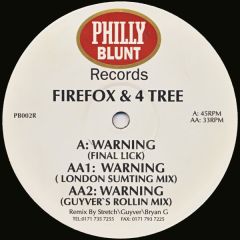 PHILLY
BLUNT
Records
FIREFOX & 4 TREE
PB002R
A: 45RPM
AA: 33RPM
A: WARNING
(FINAL LICK)
AA1: WARNING
( LONDON SUMTING MIX)
AA2: WARNING
(GUYVER`S ROLLIN MIX)
Remix By Stretch\Guyver\Bryan G
TEL:0171 735 7255 FAX: 0171 793 7225